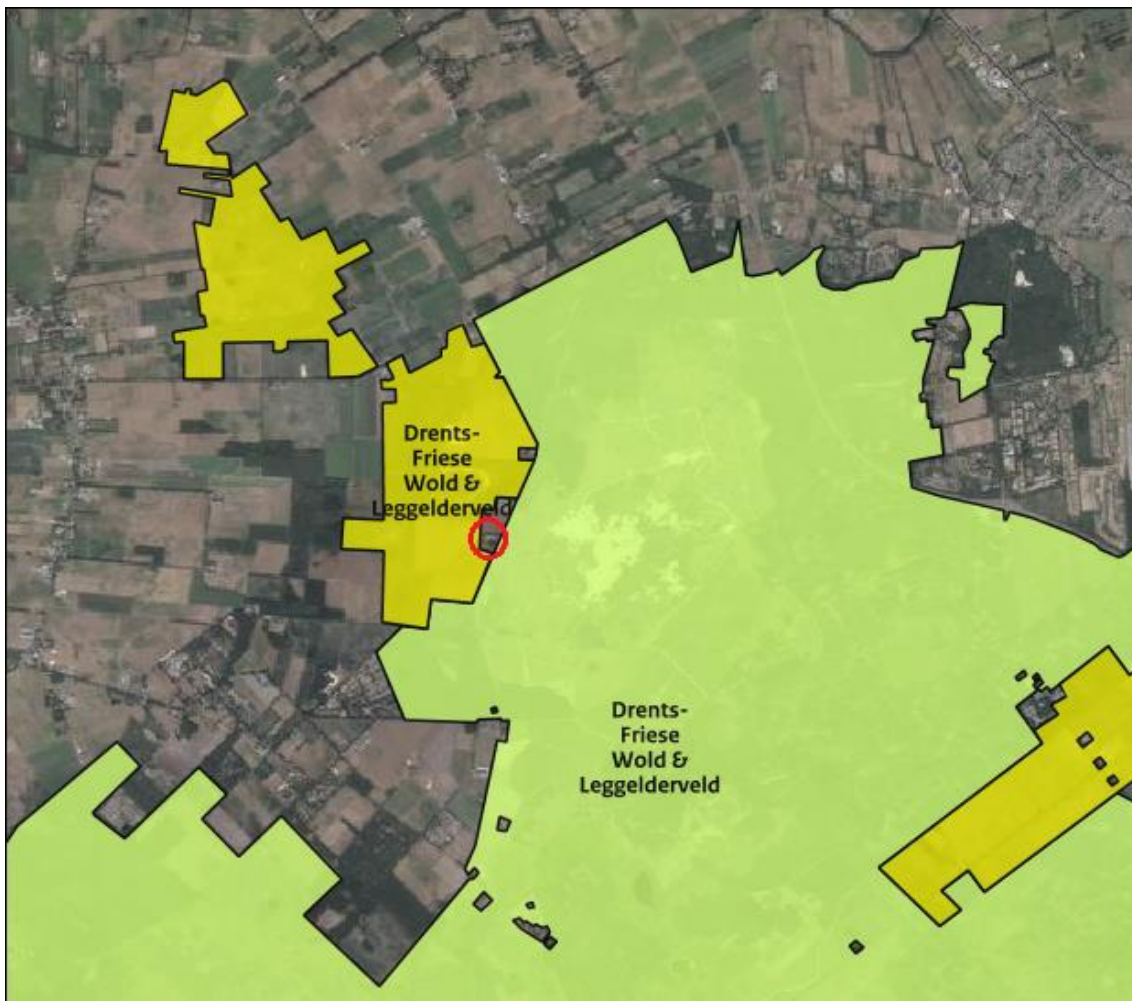 Drents-
Friese
Wold &
Leggelderveld
Drents-
Friese
Wold &
Leggelderveld